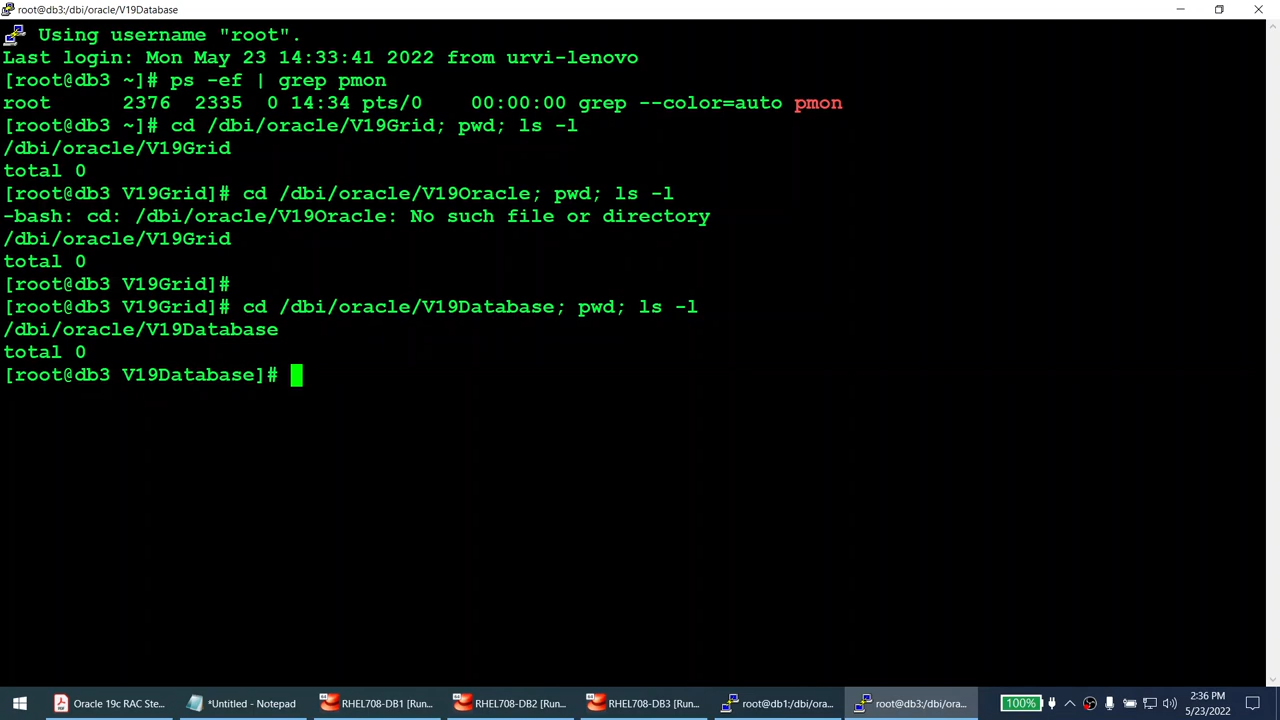 root@db3:/dbi/oracle/V19Database
Using username "root".
Last login: Mon May 23 14:33:41 2022 from urvi-lenovo
[root@db3 ~]# ps -ef | grep pmon
root      2376  2335  0 14:34 pts/0    00:00:00 grep --color=auto pmon
[root@db3 ~]# cd /dbi/oracle/V19Grid; pwd; ls -l
/dbi/oracle/V19Grid
total 0
[root@db3 V19Grid]# cd /dbi/oracle/V19Oracle; pwd; ls -l
-bash: cd: /dbi/oracle/V19Oracle: No such file or directory
/dbi/oracle/V19Grid
total 0
[root@db3 V19Grid]#
[root@db3 V19Grid]# cd /dbi/oracle/V19Database; pwd; ls -l
/dbi/oracle/V19Database
total 0
[root@db3 V19Database]#
Oracle 19c RAC Ste... *Untitled - Notepad RHEL708-DB1 [Run... RHEL708-DB2 [Run... RHEL708-DB3 [Run... root@db1:/dbi/ora... root@db3:/dbi/ora... 100% 2:36 PM
5/23/2022